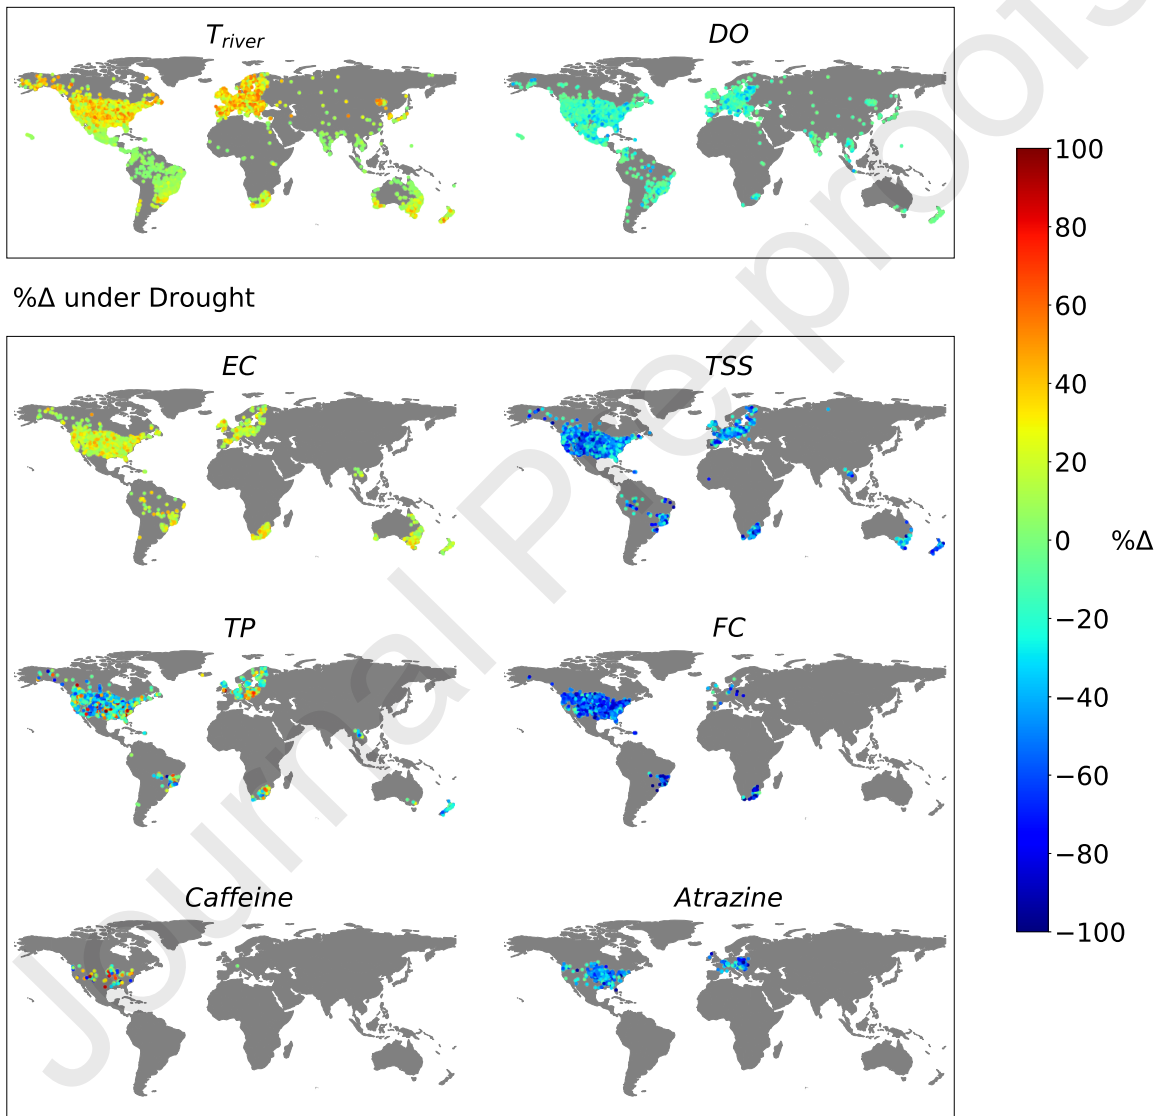 T_river DO
%Δ under Drought
EC TSS
TP FC
Caffeine Atrazine
100
80
60
40
20
0 %Δ
−20
−40
−60
−80
−100
Journal Pre-proofs